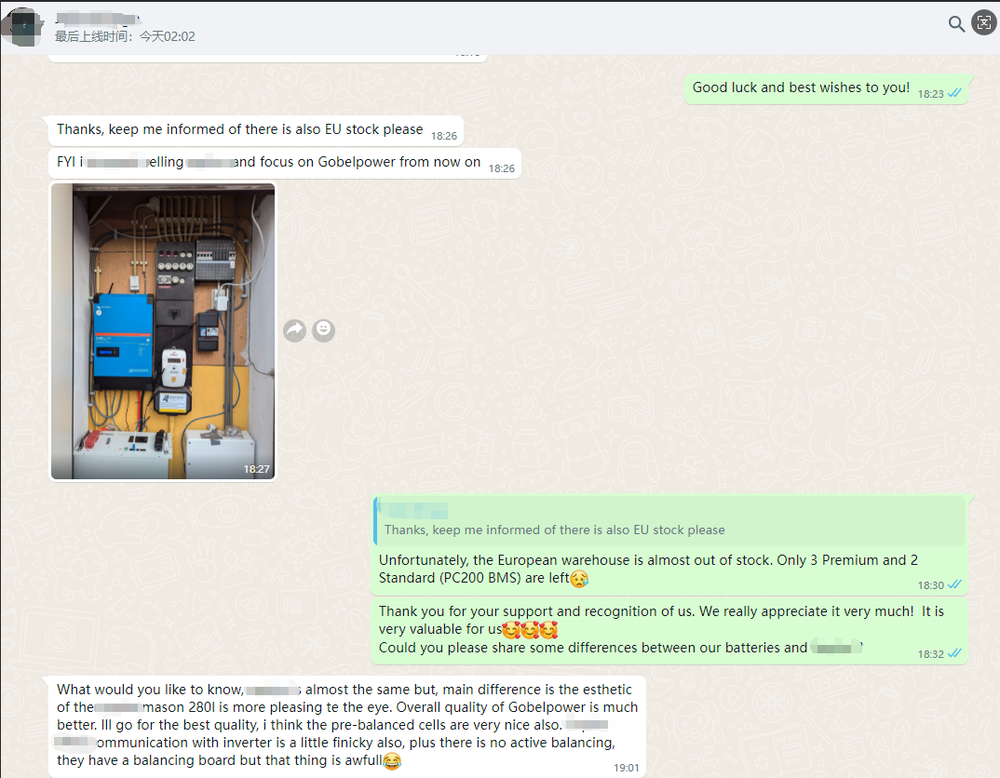 最后上线时间：今天02:02
Good luck and best wishes to you! 18:23
Thanks, keep me informed of there is also EU stock please 18:26
FYI i elling and focus on Gobelpower from now on 18:26
18:27
Thanks, keep me informed of there is also EU stock please
Unfortunately, the European warehouse is almost out of stock. Only 3 Premium and 2
Standard (PC200 BMS) are left😥 18:30
Thank you for your support and recognition of us. We really appreciate it very much! It is
very valuable for us🥰🥰🥰
Could you please share some differences between our batteries and ? 18:32
What would you like to know, s almost the same but, main difference is the esthetic
of the mason 280l is more pleasing te the eye. Overall quality of Gobelpower is much
better. Ill go for the best quality, i think the pre-balanced cells are very nice also.
ommunication with inverter is a little finicky also, plus there is no active balancing,
they have a balancing board but that thing is awfull😂 19:01